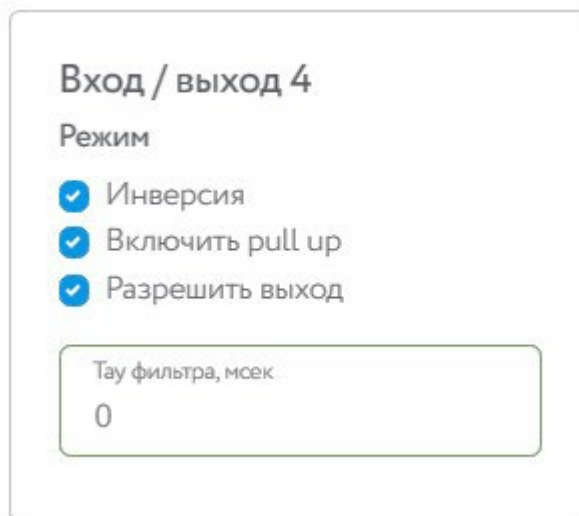 Вход / выход 4
Режим
Инверсия
Включить pull up
Разрешить выход
Тау фильтра, мсек
0